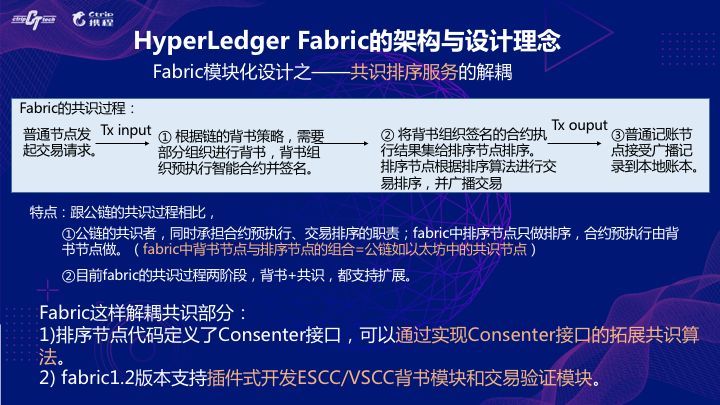 ctrip tech
Ctrip
携程
HyperLedger Fabric的架构与设计理念
Fabric模块化设计之——共识排序服务的解耦
Fabric的共识过程：
普通节点发
起交易请求。
Tx input
① 根据链的背书策略，需要
部分组织进行背书，背书组
织预执行智能合约并签名。
② 将背书组织签名的合约执
行结果集给排序节点排序。
排序节点根据排序算法进行交
易排序，并广播交易
Tx ouput
③普通记账节
点接受广播记
录到本地账本。
特点：跟公链的共识过程相比，
①公链的共识者，同时承担合约预执行、交易排序的职责；fabric中排序节点只做排序，合约预执行由背
书节点做。（fabric中背书节点与排序节点的组合=公链如以太坊中的共识节点）
②目前fabric的共识过程两阶段，背书+共识，都支持扩展。
Fabric这样解耦共识部分：
1)排序节点代码定义了Consenter接口，可以通过实现Consenter接口的拓展共识算
法。
2) fabric1.2版本支持插件式开发ESCC/VSCC背书模块和交易验证模块。